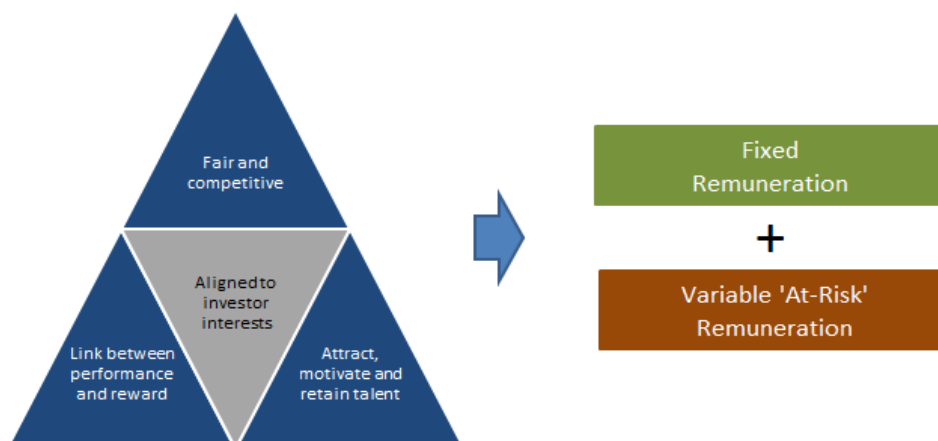 Fair and
competitive
Aligned to
investor
interests
Link between
performance
and reward
Attract,
motivate and
retain talent
Fixed
Remuneration
+
Variable 'At-Risk'
Remuneration